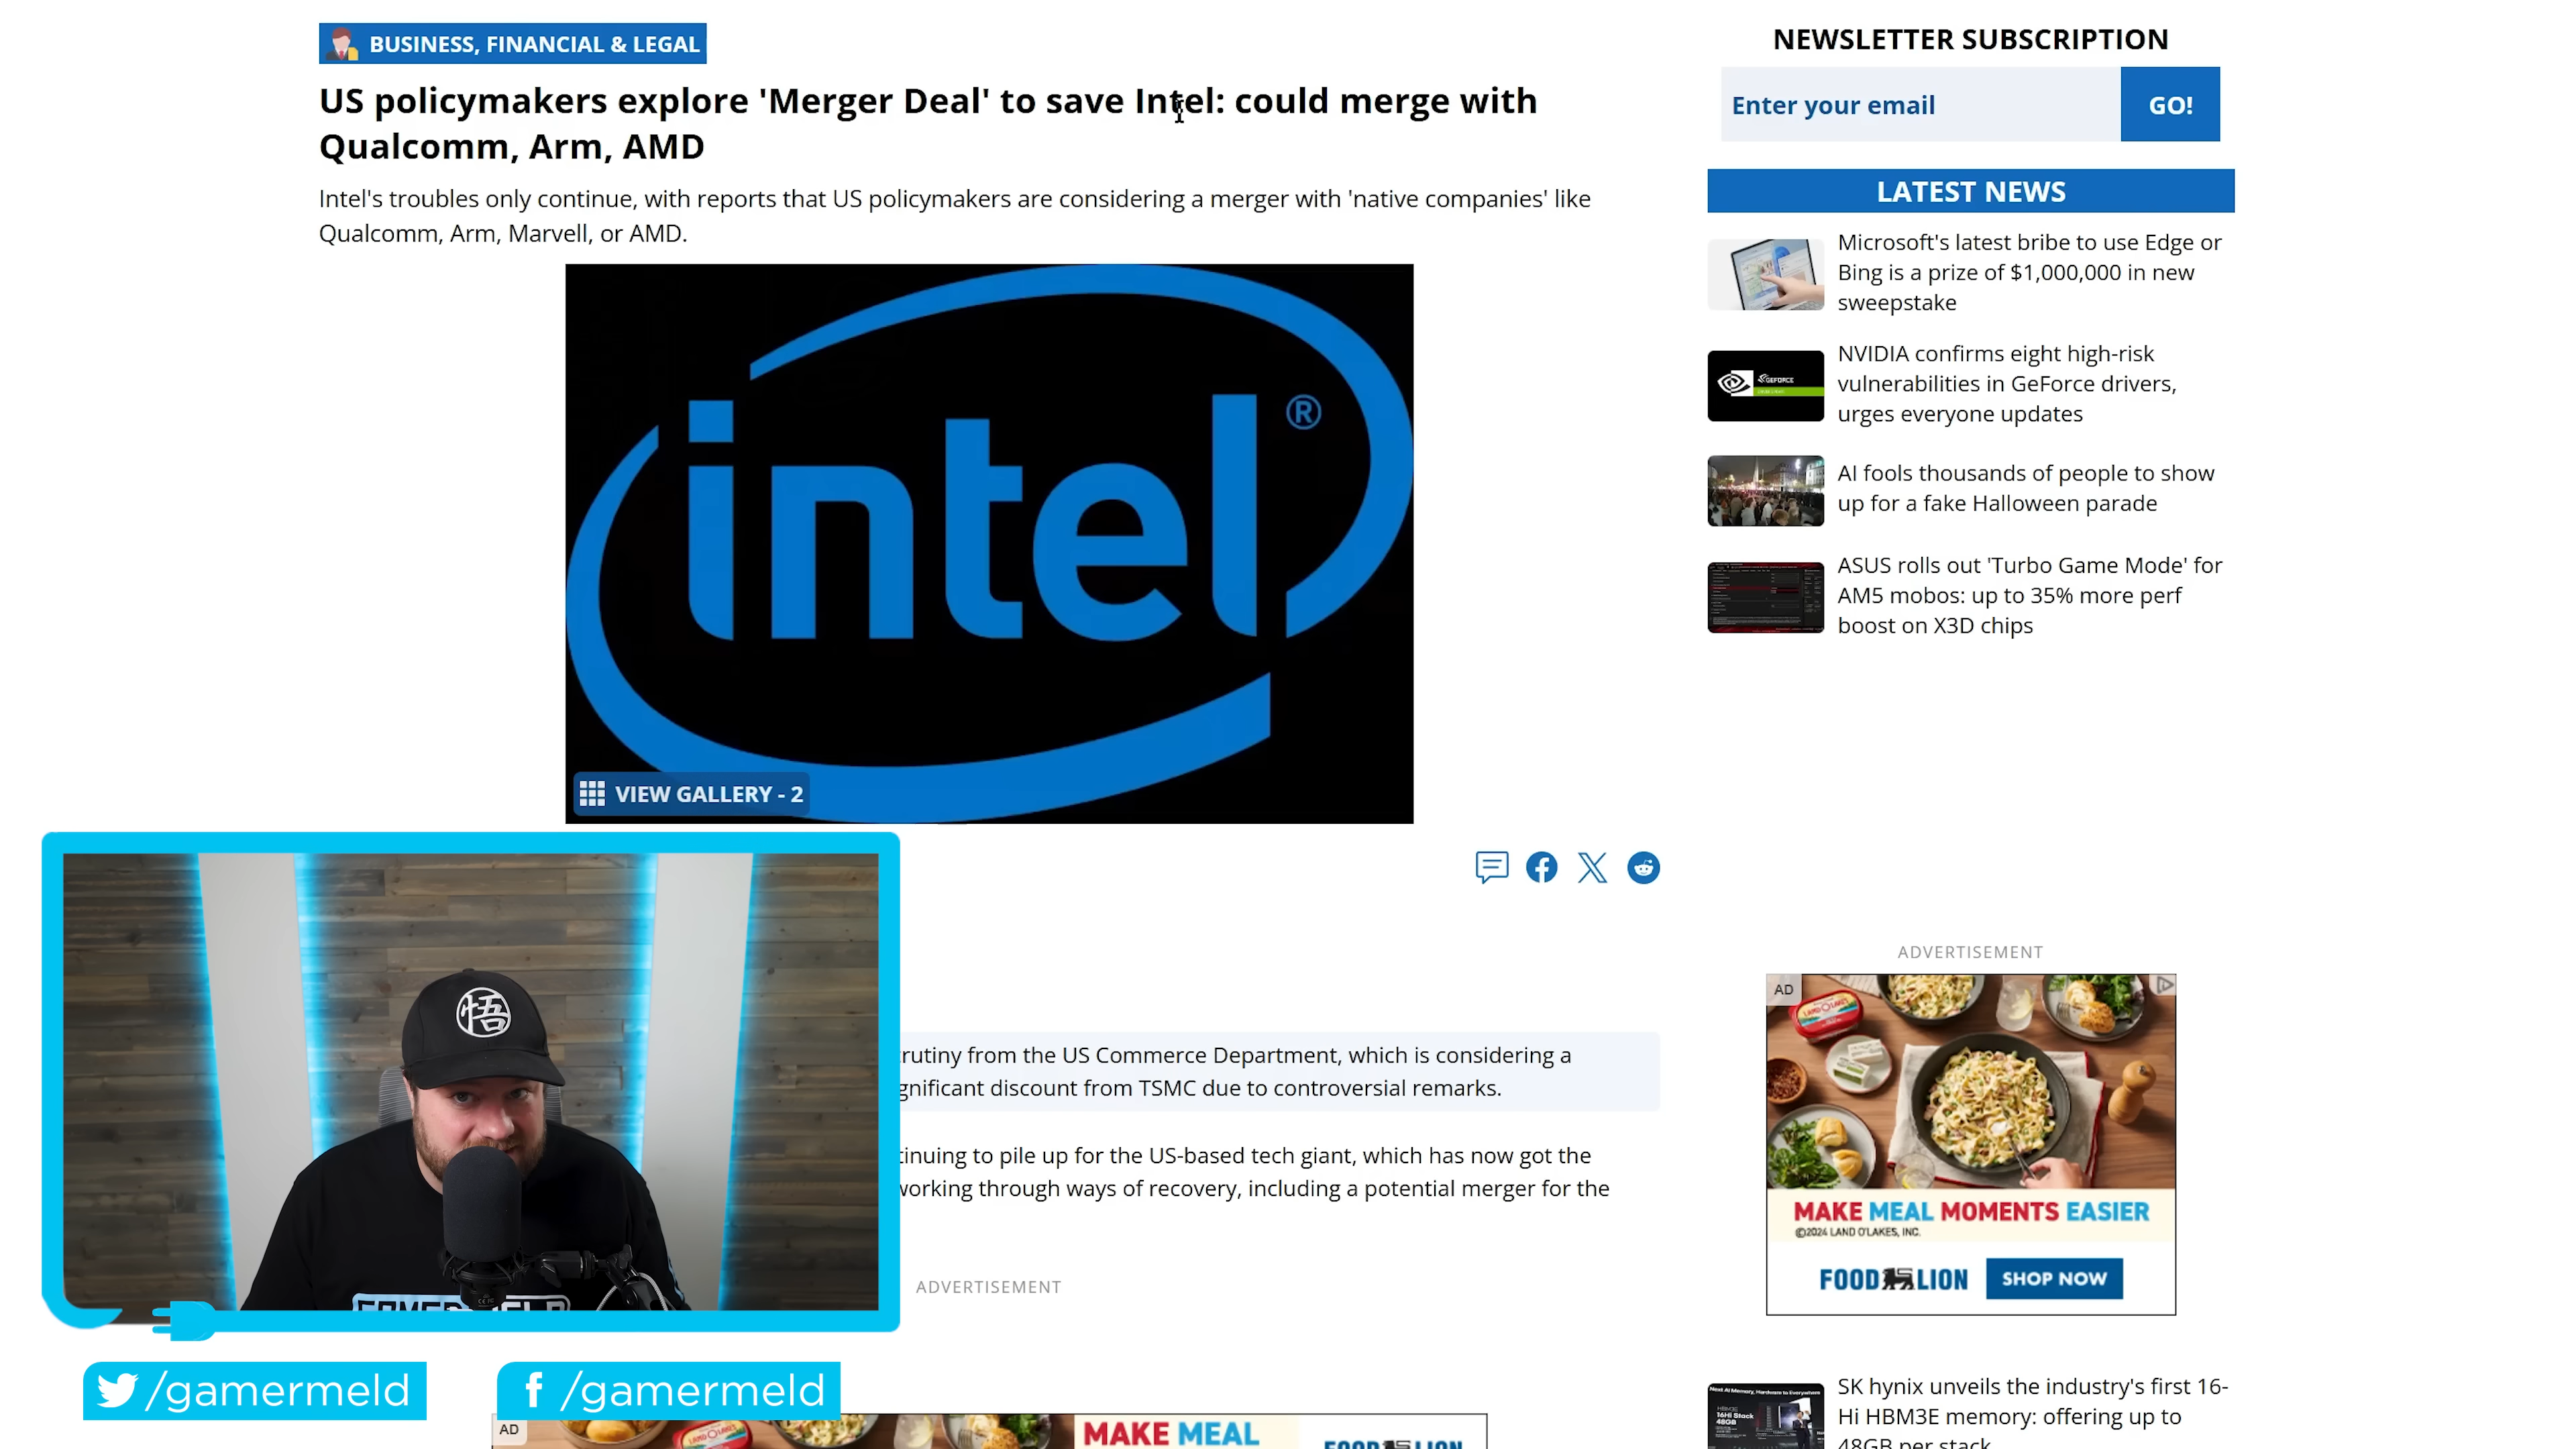 BUSINESS, FINANCIAL & LEGAL
US policymakers explore 'Merger Deal' to save Intel: could merge with
Qualcomm, Arm, AMD
Intel's troubles only continue, with reports that US policymakers are considering a merger with 'native companies' like
Qualcomm, Arm, Marvell, or AMD.
intel®
VIEW GALLERY - 2
悟
rutiny from the US Commerce Department, which is considering a
gnificant discount from TSMC due to controversial remarks.
tinuing to pile up for the US-based tech giant, which has now got the
working through ways of recovery, including a potential merger for the
ADVERTISEMENT
/gamermeld
/gamermeld
AD
MAKE MEAL
FOOD LION
NEWSLETTER SUBSCRIPTION
Enter your email
GO!
LATEST NEWS
Microsoft's latest bribe to use Edge or
Bing is a prize of $1,000,000 in new
sweepstake
GEFORCE
NVIDIA confirms eight high-risk
vulnerabilities in GeForce drivers,
urges everyone updates
AI fools thousands of people to show
up for a fake Halloween parade
ASUS rolls out 'Turbo Game Mode' for
AM5 mobos: up to 35% more perf
boost on X3D chips
ADVERTISEMENT
AD
LAND O LAKES
MAKE MEAL MOMENTS EASIER
©2024 LAND O'LAKES, INC.
FOOD LION
SHOP NOW
HBM3E
16Hi Stack
48GB
SK hynix unveils the industry's first 16-
Hi HBM3E memory: offering up to
48GB per stack